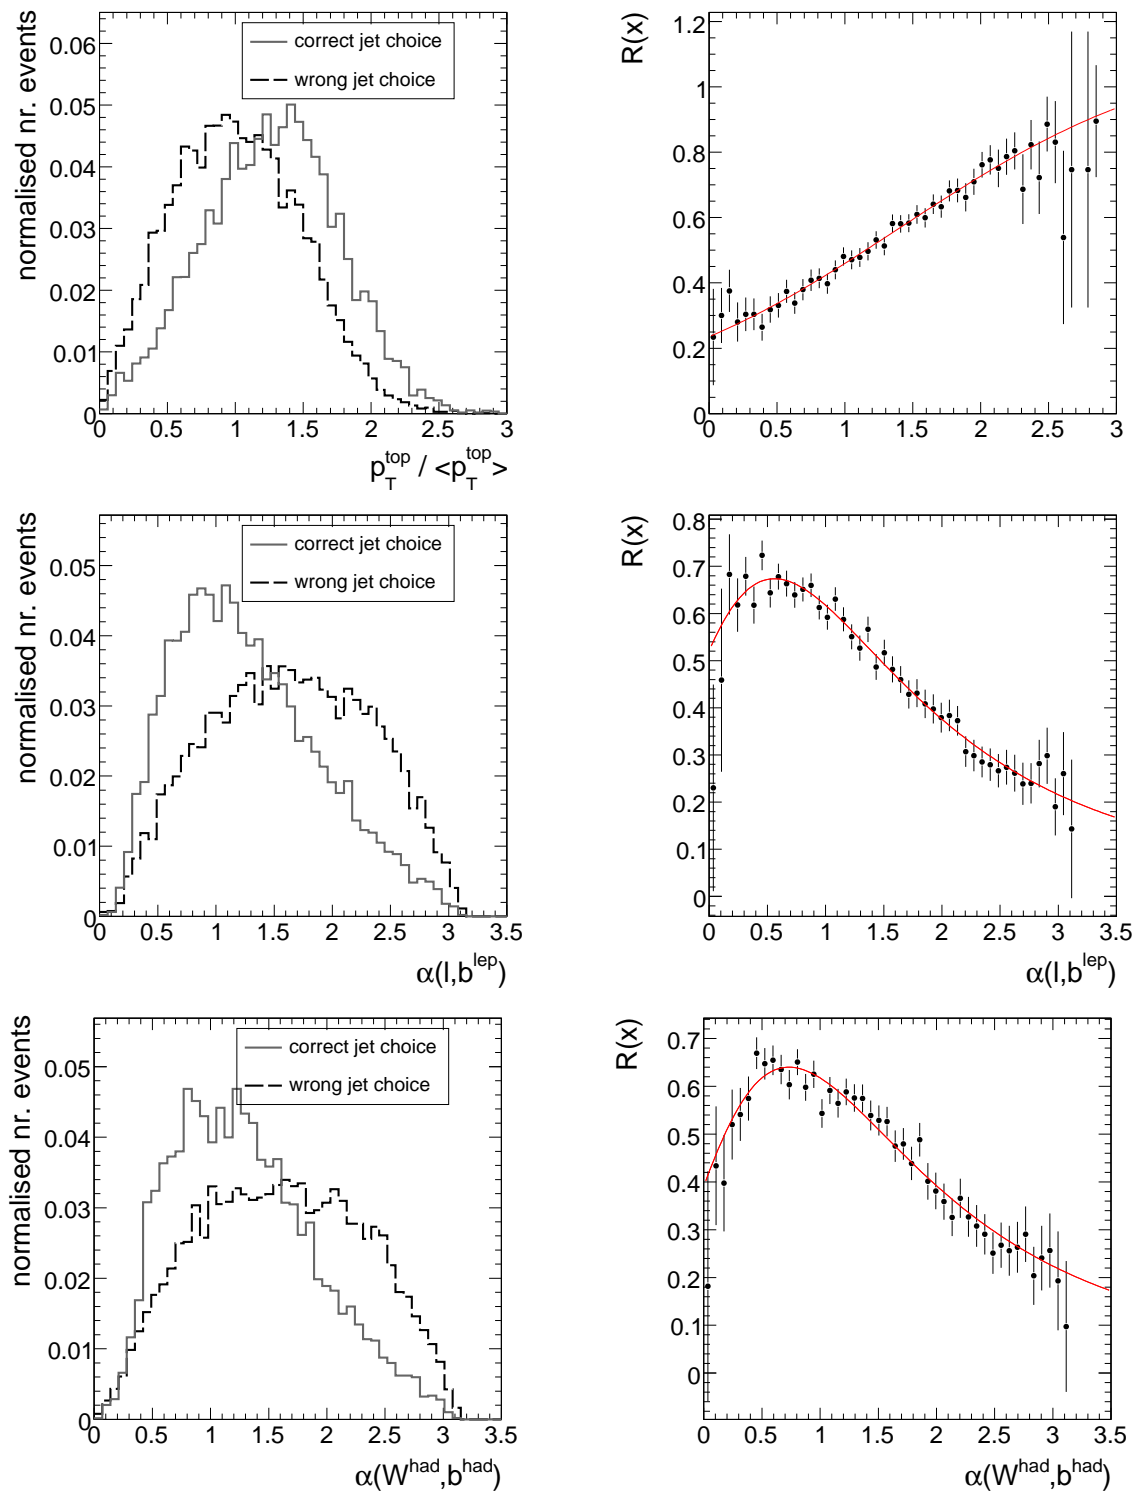 normalised nr. events
0.06
0.05
0.04
0.03
0.02
0.01
0
correct jet choice
wrong jet choice
0 0.5 1 1.5 2 2.5 3
p_T^top / <p_T^top>
R(x)
1.2
1
0.8
0.6
0.4
0.2
0
0 0.5 1 1.5 2 2.5 3
normalised nr. events
0.05
0.04
0.03
0.02
0.01
0
correct jet choice
wrong jet choice
0 0.5 1 1.5 2 2.5 3 3.5
α(l,b^lep)
R(x)
0.8
0.7
0.6
0.5
0.4
0.3
0.2
0.1
0
0 0.5 1 1.5 2 2.5 3 3.5
α(l,b^lep)
normalised nr. events
0.05
0.04
0.03
0.02
0.01
0
correct jet choice
wrong jet choice
0 0.5 1 1.5 2 2.5 3 3.5
α(W^had,b^had)
R(x)
0.7
0.6
0.5
0.4
0.3
0.2
0.1
0
0 0.5 1 1.5 2 2.5 3 3.5
α(W^had,b^had)